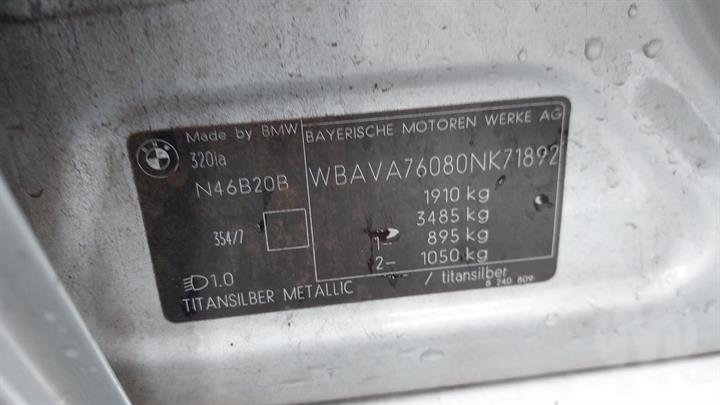 BMW
Made by BMW
320ia
N46B20B
354/7
1.0
TITANSILBER METALLIC
BAYERISCHE MOTOREN WERKE AG
WBAVA76080NK71892
1910 kg
3485 kg
1– 895 kg
2– 1050 kg
/ titansilber
8 240 809